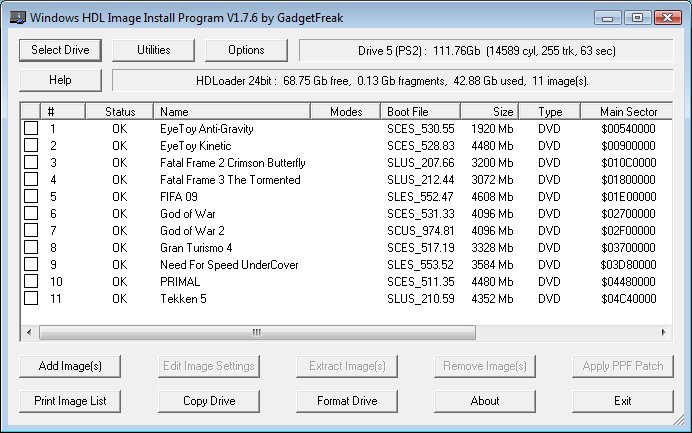 Windows HDL Image Install Program V1.7.6 by GadgetFreak
Select Drive Utilities Options Drive 5 (PS2) : 111.76Gb (14589 cyl, 255 trk, 63 sec)
Help HDLoader 24bit : 68.75 Gb free, 0.13 Gb fragments, 42.88 Gb used, 11 image(s).
# Status Name Modes Boot File Size Type Main Sector
1 OK EyeToy Anti-Gravity SCES_530.55 1920 Mb DVD $00540000
2 OK EyeToy Kinetic SCES_528.83 4480 Mb DVD $00900000
3 OK Fatal Frame 2 Crimson Butterfly SLUS_207.66 3200 Mb DVD $010C0000
4 OK Fatal Frame 3 The Tormented SLUS_212.44 3072 Mb DVD $01800000
5 OK FIFA 09 SLES_552.47 4608 Mb DVD $01E00000
6 OK God of War SCES_531.33 4096 Mb DVD $02700000
7 OK God of War 2 SCUS_974.81 4096 Mb DVD $02F00000
8 OK Gran Turismo 4 SCES_517.19 3328 Mb DVD $03700000
9 OK Need For Speed UnderCover SLES_553.52 3584 Mb DVD $03D80000
10 OK PRIMAL SCES_511.35 4480 Mb DVD $04480000
11 OK Tekken 5 SLUS_210.59 4352 Mb DVD $04C40000
Add Image(s) Edit Image Settings Extract Image(s) Remove Image(s) Apply PPF Patch
Print Image List Copy Drive Format Drive About Exit